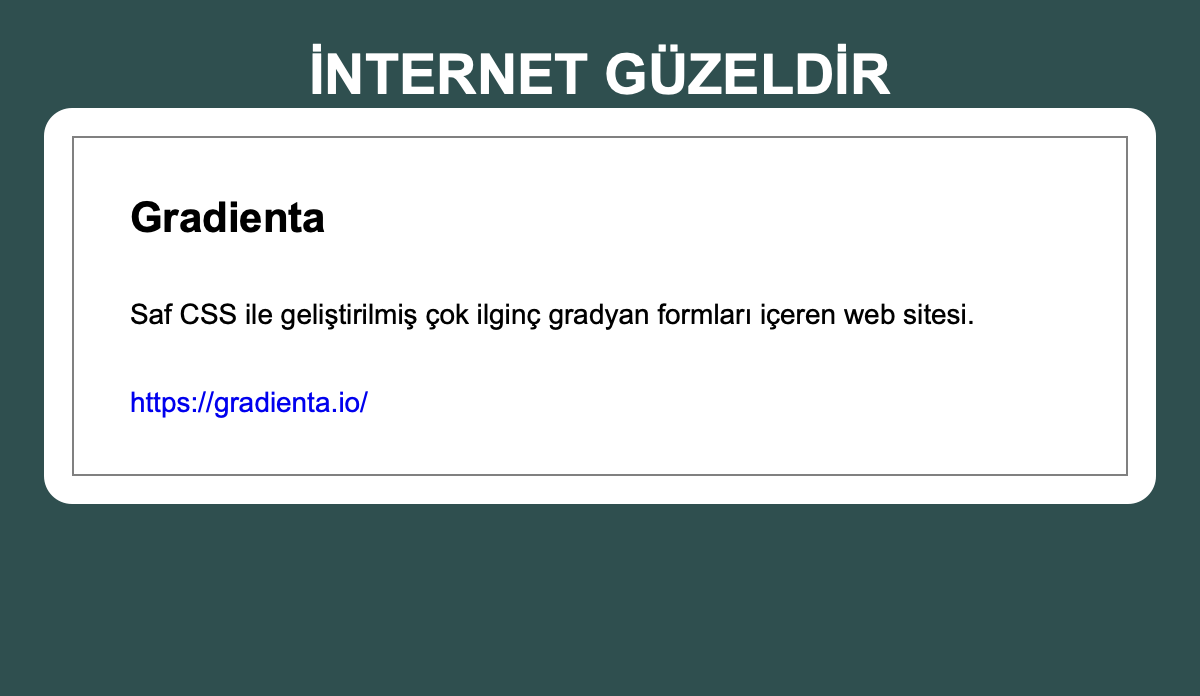 İNTERNET GÜZELDİR
Gradienta
Saf CSS ile geliştirilmiş çok ilginç gradyan formları içeren web sitesi.
https://gradienta.io/